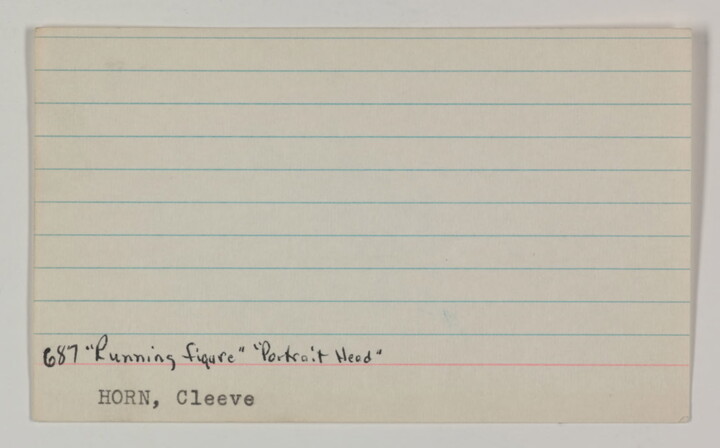 687 "Running figure" "Portrait Head"
HORN, Cleeve